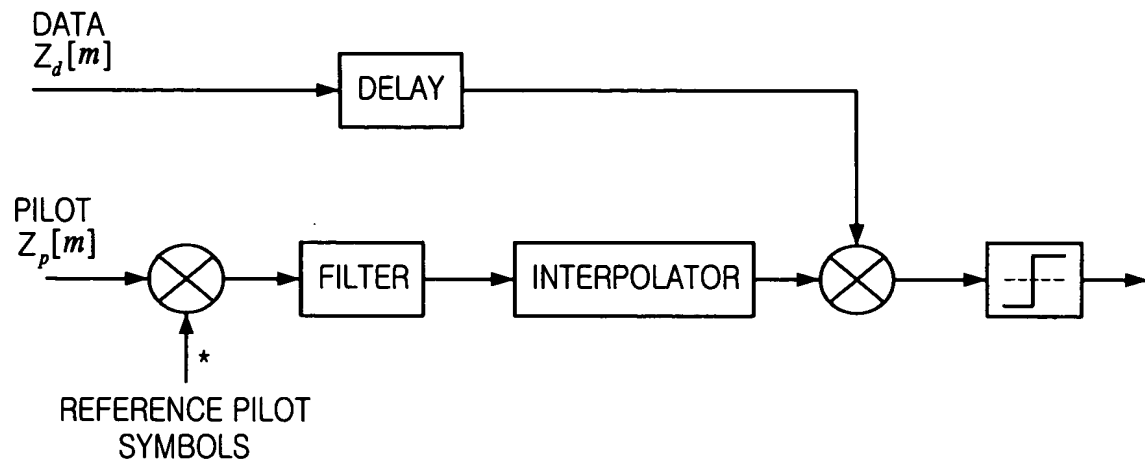 DATA
Z_d[m]
DELAY
PILOT
Z_p[m]
FILTER
INTERPOLATOR
*
REFERENCE PILOT
SYMBOLS